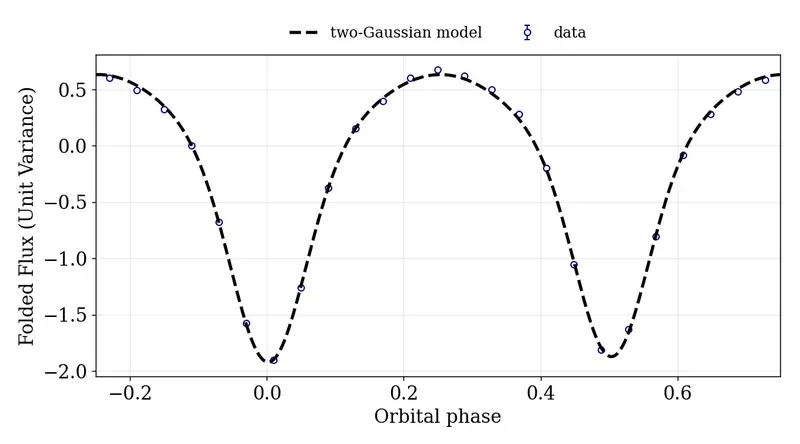 two-Gaussian model data
Folded Flux (Unit Variance)
0.5
0.0
−0.5
−1.0
−1.5
−2.0
−0.2 0.0 0.2 0.4 0.6
Orbital phase